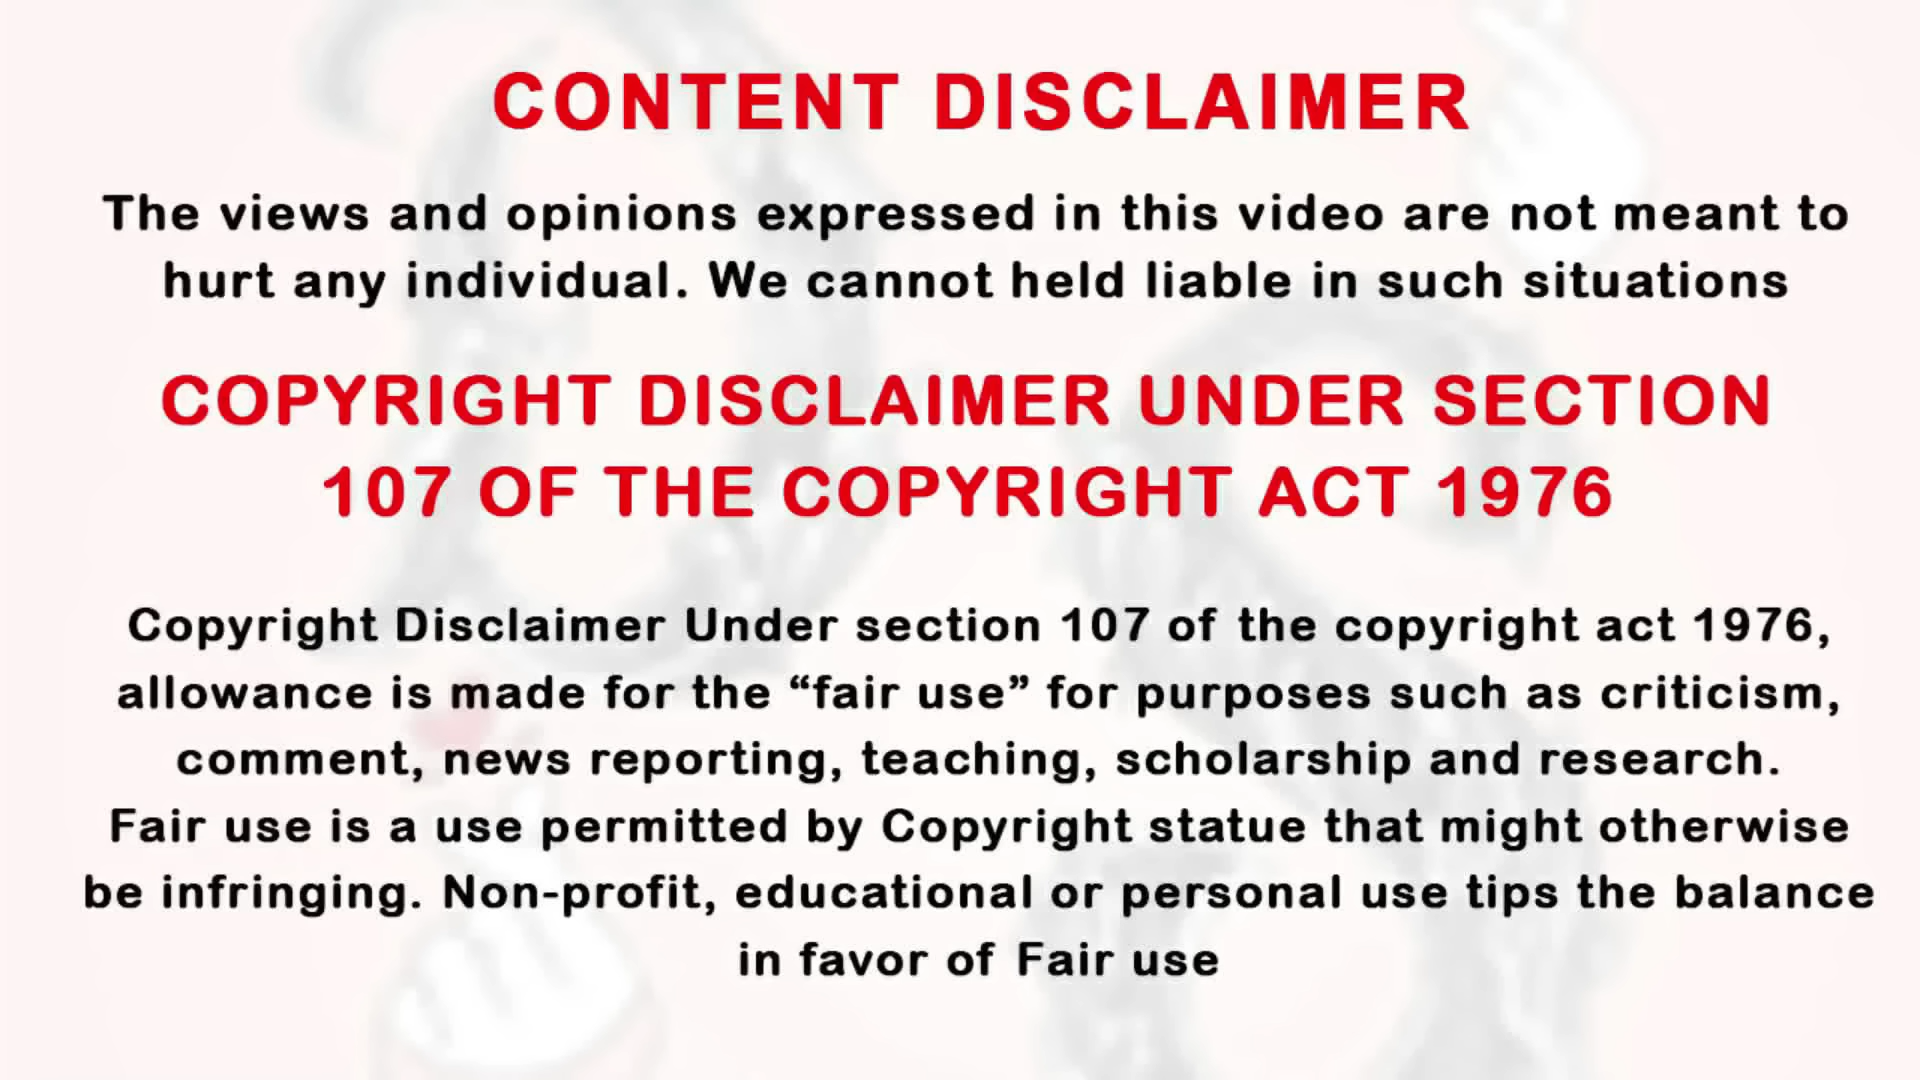 CONTENT DISCLAIMER
The views and opinions expressed in this video are not meant to
hurt any individual. We cannot held liable in such situations
COPYRIGHT DISCLAIMER UNDER SECTION
107 OF THE COPYRIGHT ACT 1976
Copyright Disclaimer Under section 107 of the copyright act 1976,
allowance is made for the “fair use” for purposes such as criticism,
comment, news reporting, teaching, scholarship and research.
Fair use is a use permitted by Copyright statue that might otherwise
be infringing. Non-profit, educational or personal use tips the balance
in favor of Fair use